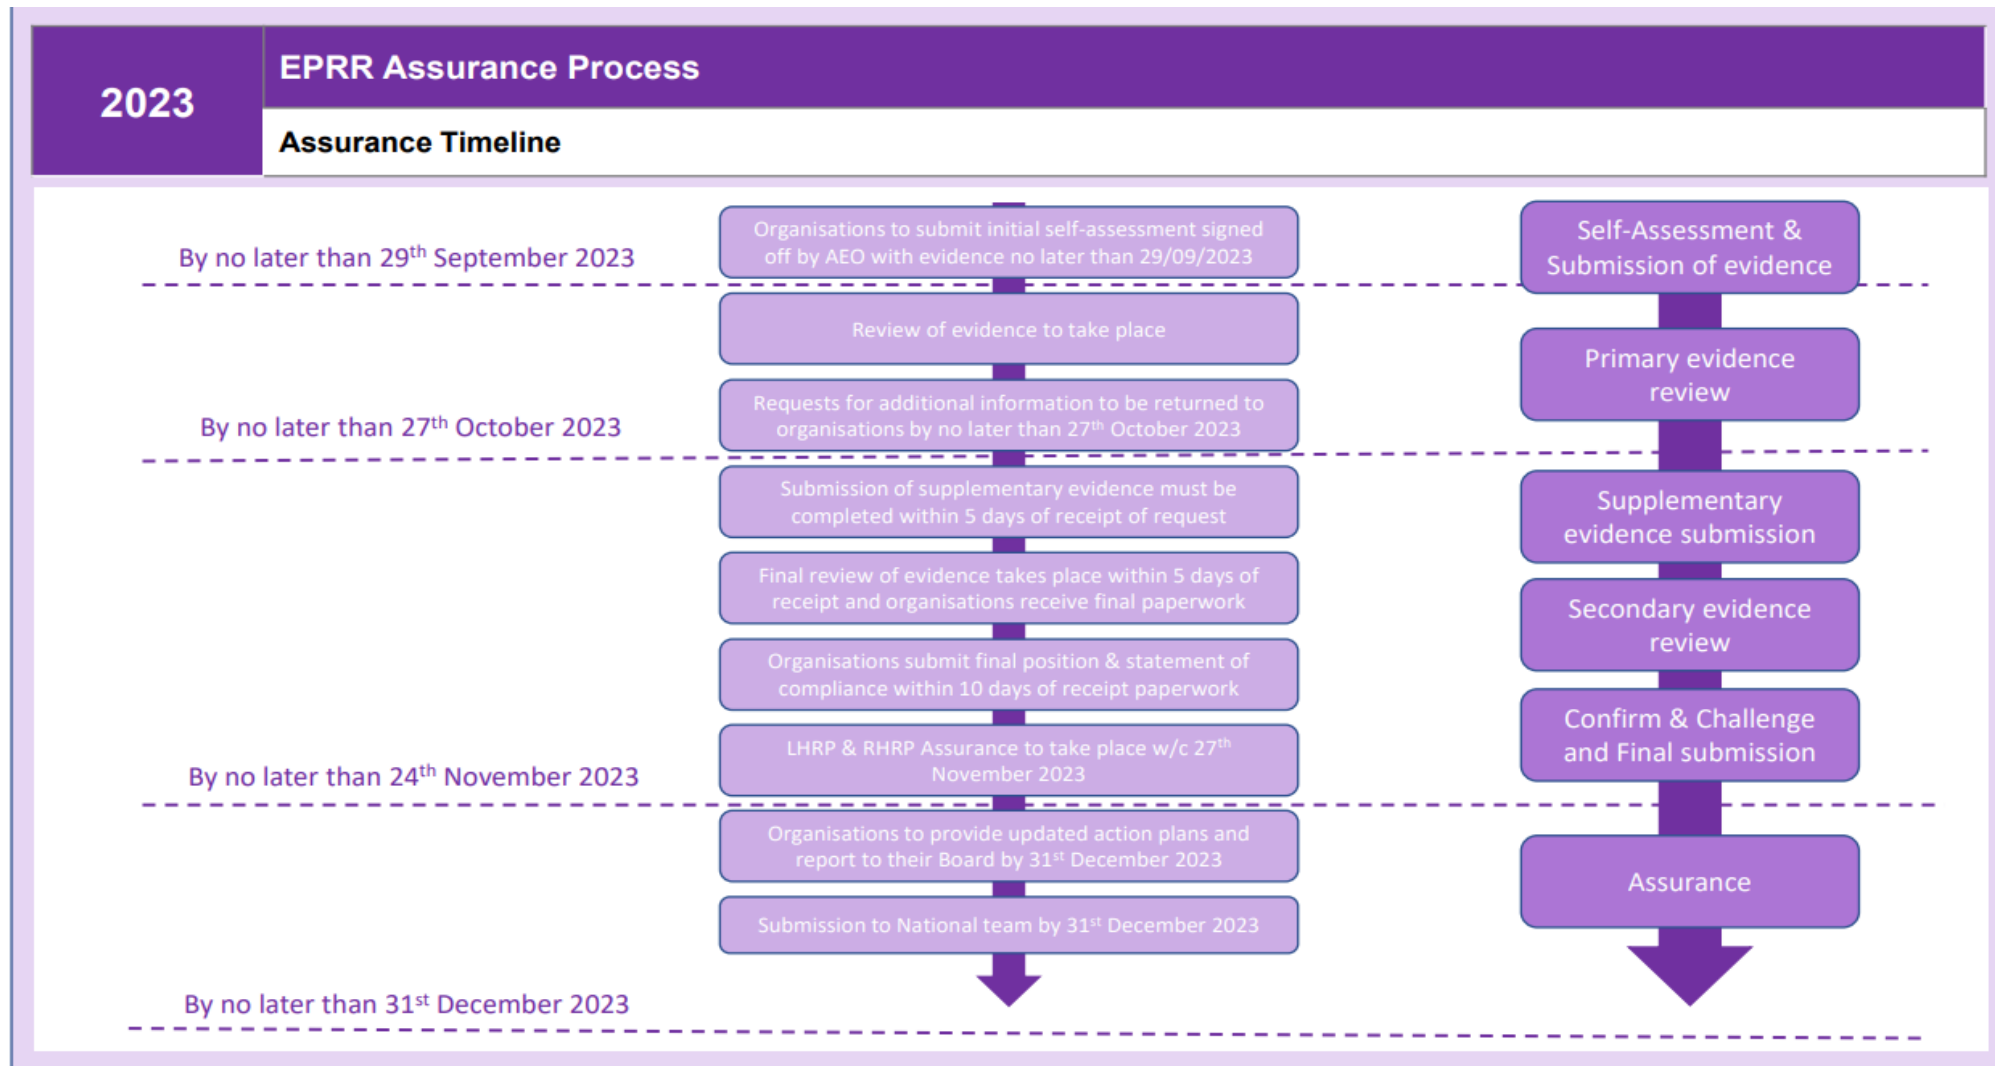 2023
EPRR Assurance Process
Assurance Timeline
By no later than 29th September 2023
Organisations to submit initial self-assessment signed
off by AEO with evidence no later than 29/09/2023
Self-Assessment &
Submission of evidence
Review of evidence to take place
Primary evidence
review
By no later than 27th October 2023
Requests for additional information to be returned to
organisations by no later than 27th October 2023
Submission of supplementary evidence must be
completed within 5 days of receipt of request
Supplementary
evidence submission
Final review of evidence takes place within 5 days of
receipt and organisations receive final paperwork
Secondary evidence
review
Organisations submit final position & statement of
compliance within 10 days of receipt paperwork
Confirm & Challenge
and Final submission
By no later than 24th November 2023
LHRP & RHRP Assurance to take place w/c 27th
November 2023
Organisations to provide updated action plans and
report to their Board by 31st December 2023
Assurance
Submission to National team by 31st December 2023
By no later than 31st December 2023